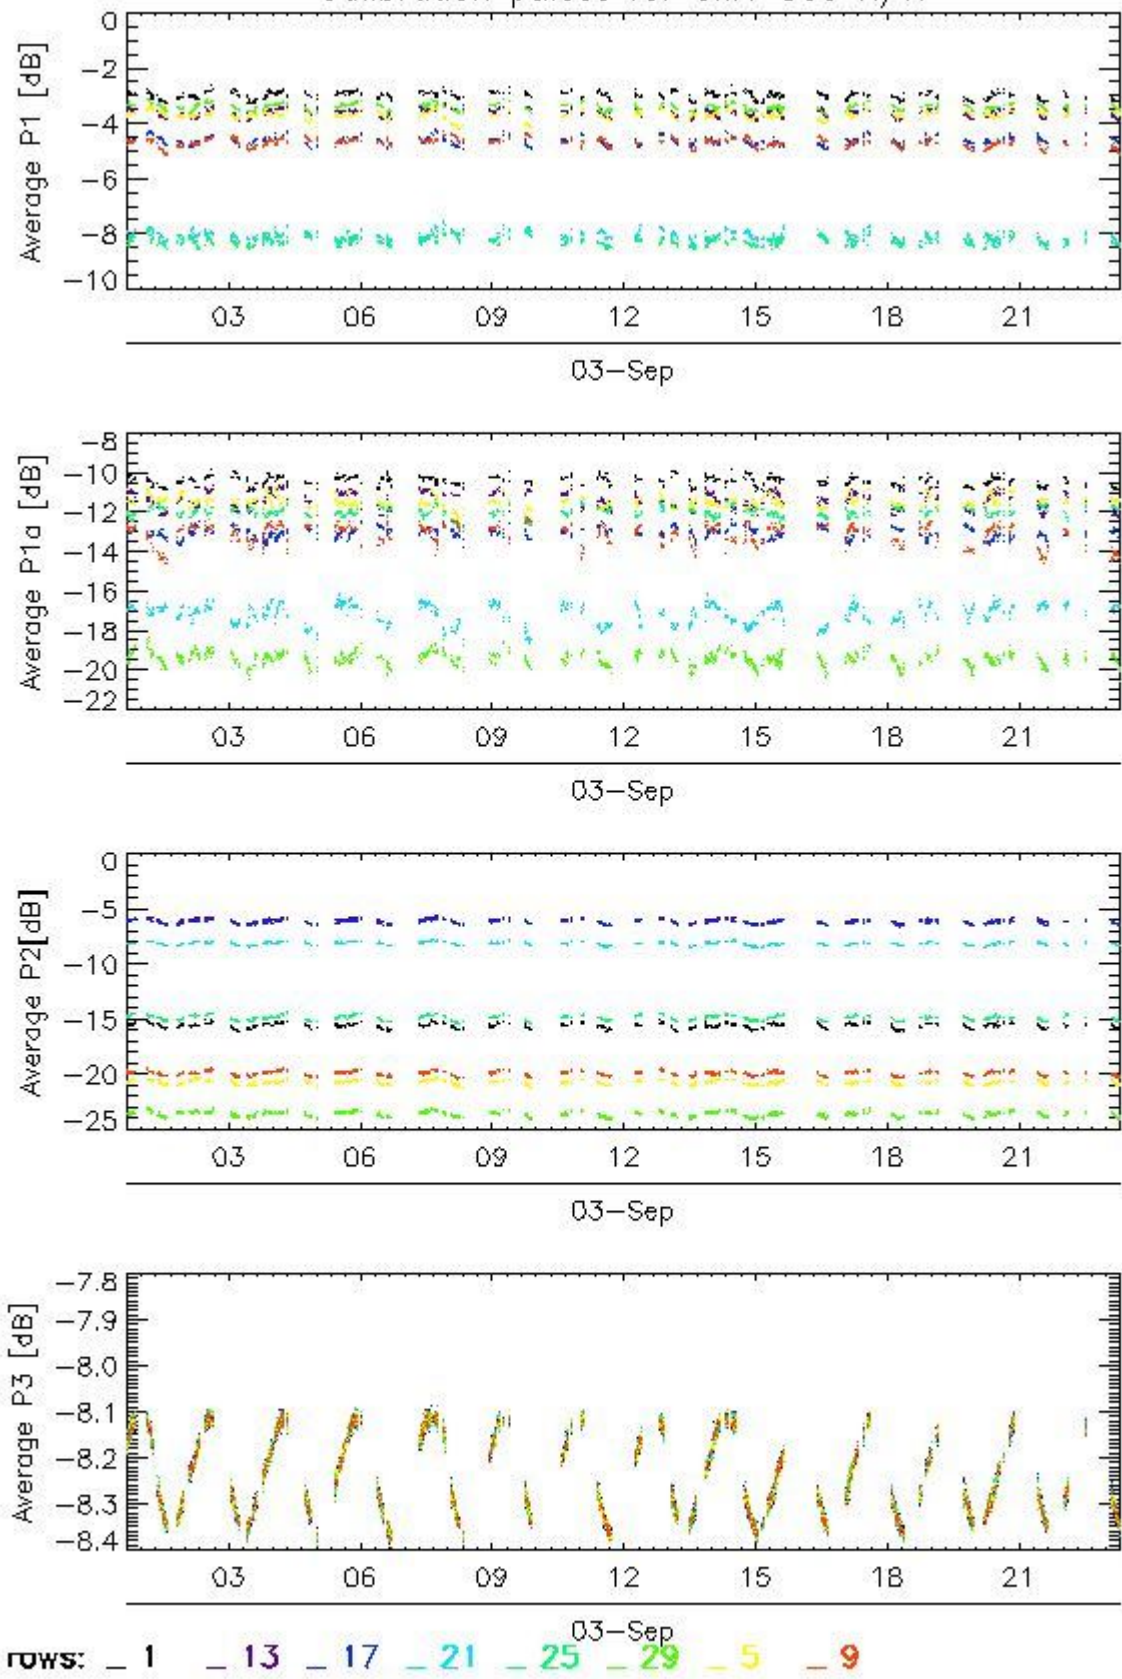 0
−2
−4
−6
−8
−10
Average P1 [dB]
03 06 09 12 15 18 21
03−Sep
−8
−10
−12
−14
−16
−18
−20
−22
Average P1a [dB]
03 06 09 12 15 18 21
03−Sep
0
−5
−10
−15
−20
−25
Average P2[dB]
03 06 09 12 15 18 21
03−Sep
−7.8
−7.9
−8.0
−8.1
−8.2
−8.3
−8.4
Average P3 [dB]
03 06 09 12 15 18 21
03−Sep
rows: _ 1 _ 13 _ 17 _ 21 _ 25 _ 29 _ 5 _ 9